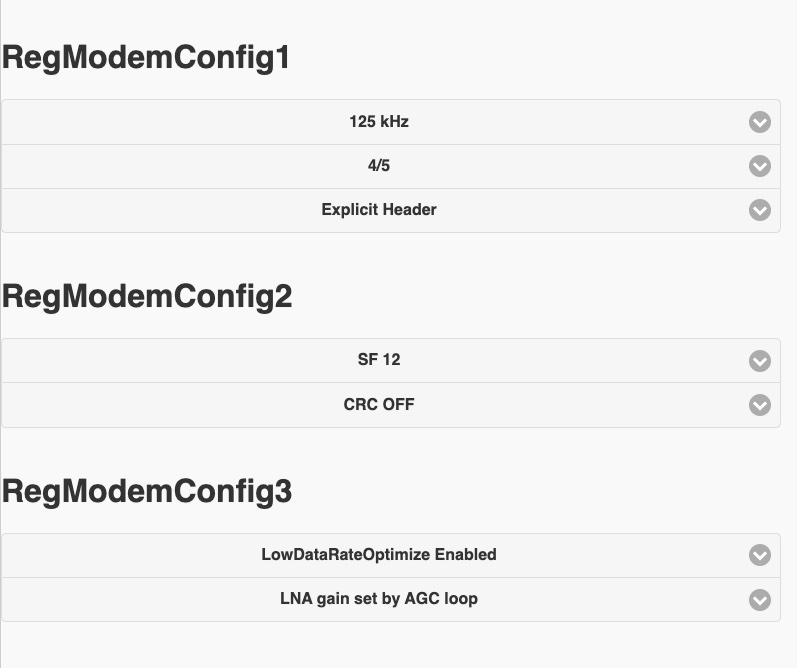 RegModemConfig1
125 kHz
4/5
Explicit Header
RegModemConfig2
SF 12
CRC OFF
RegModemConfig3
LowDataRateOptimize Enabled
LNA gain set by AGC loop